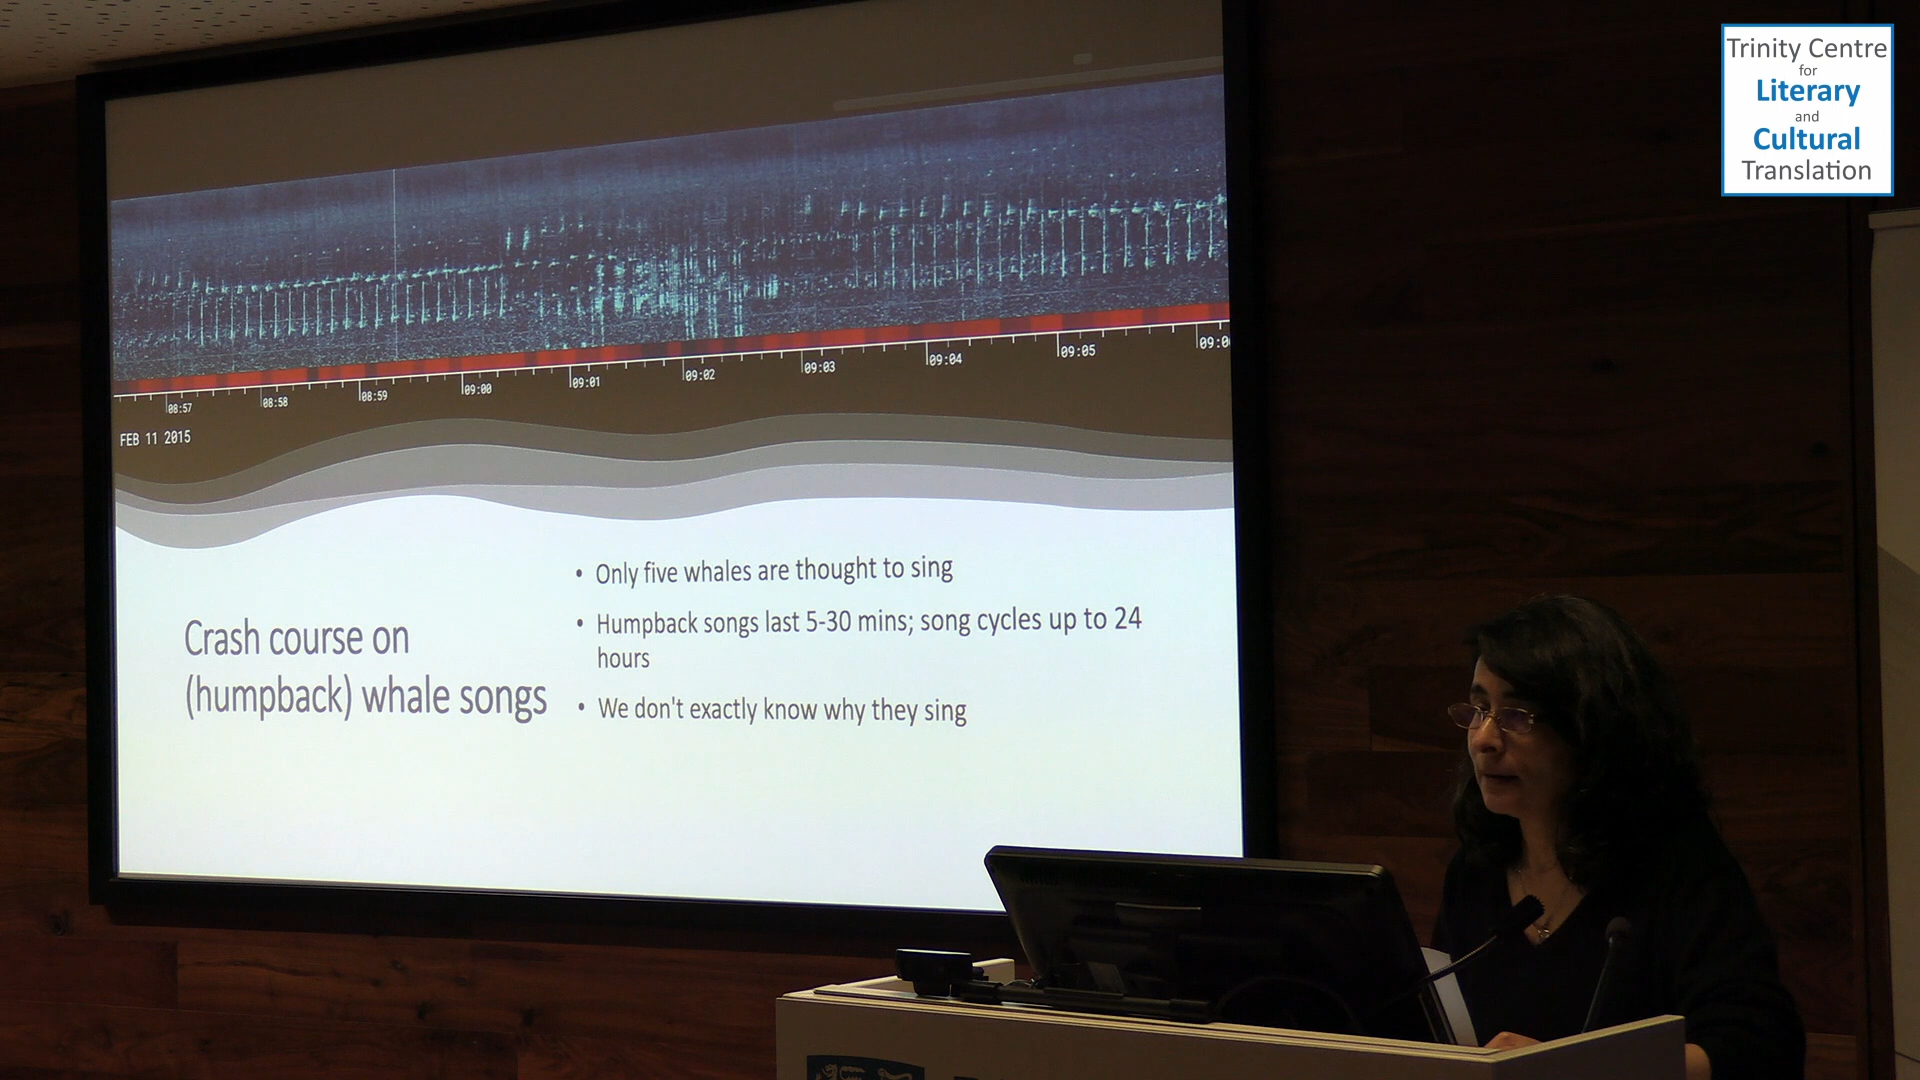 Trinity Centre
for
Literary
and
Cultural
Translation
08:57
08:58
08:59
09:00
09:01
09:02
09:03
09:04
09:05
FEB 11 2015
Crash course on
(humpback) whale songs
• Only five whales are thought to sing
• Humpback songs last 5-30 mins; song cycles up to 24
hours
• We don't exactly know why they sing